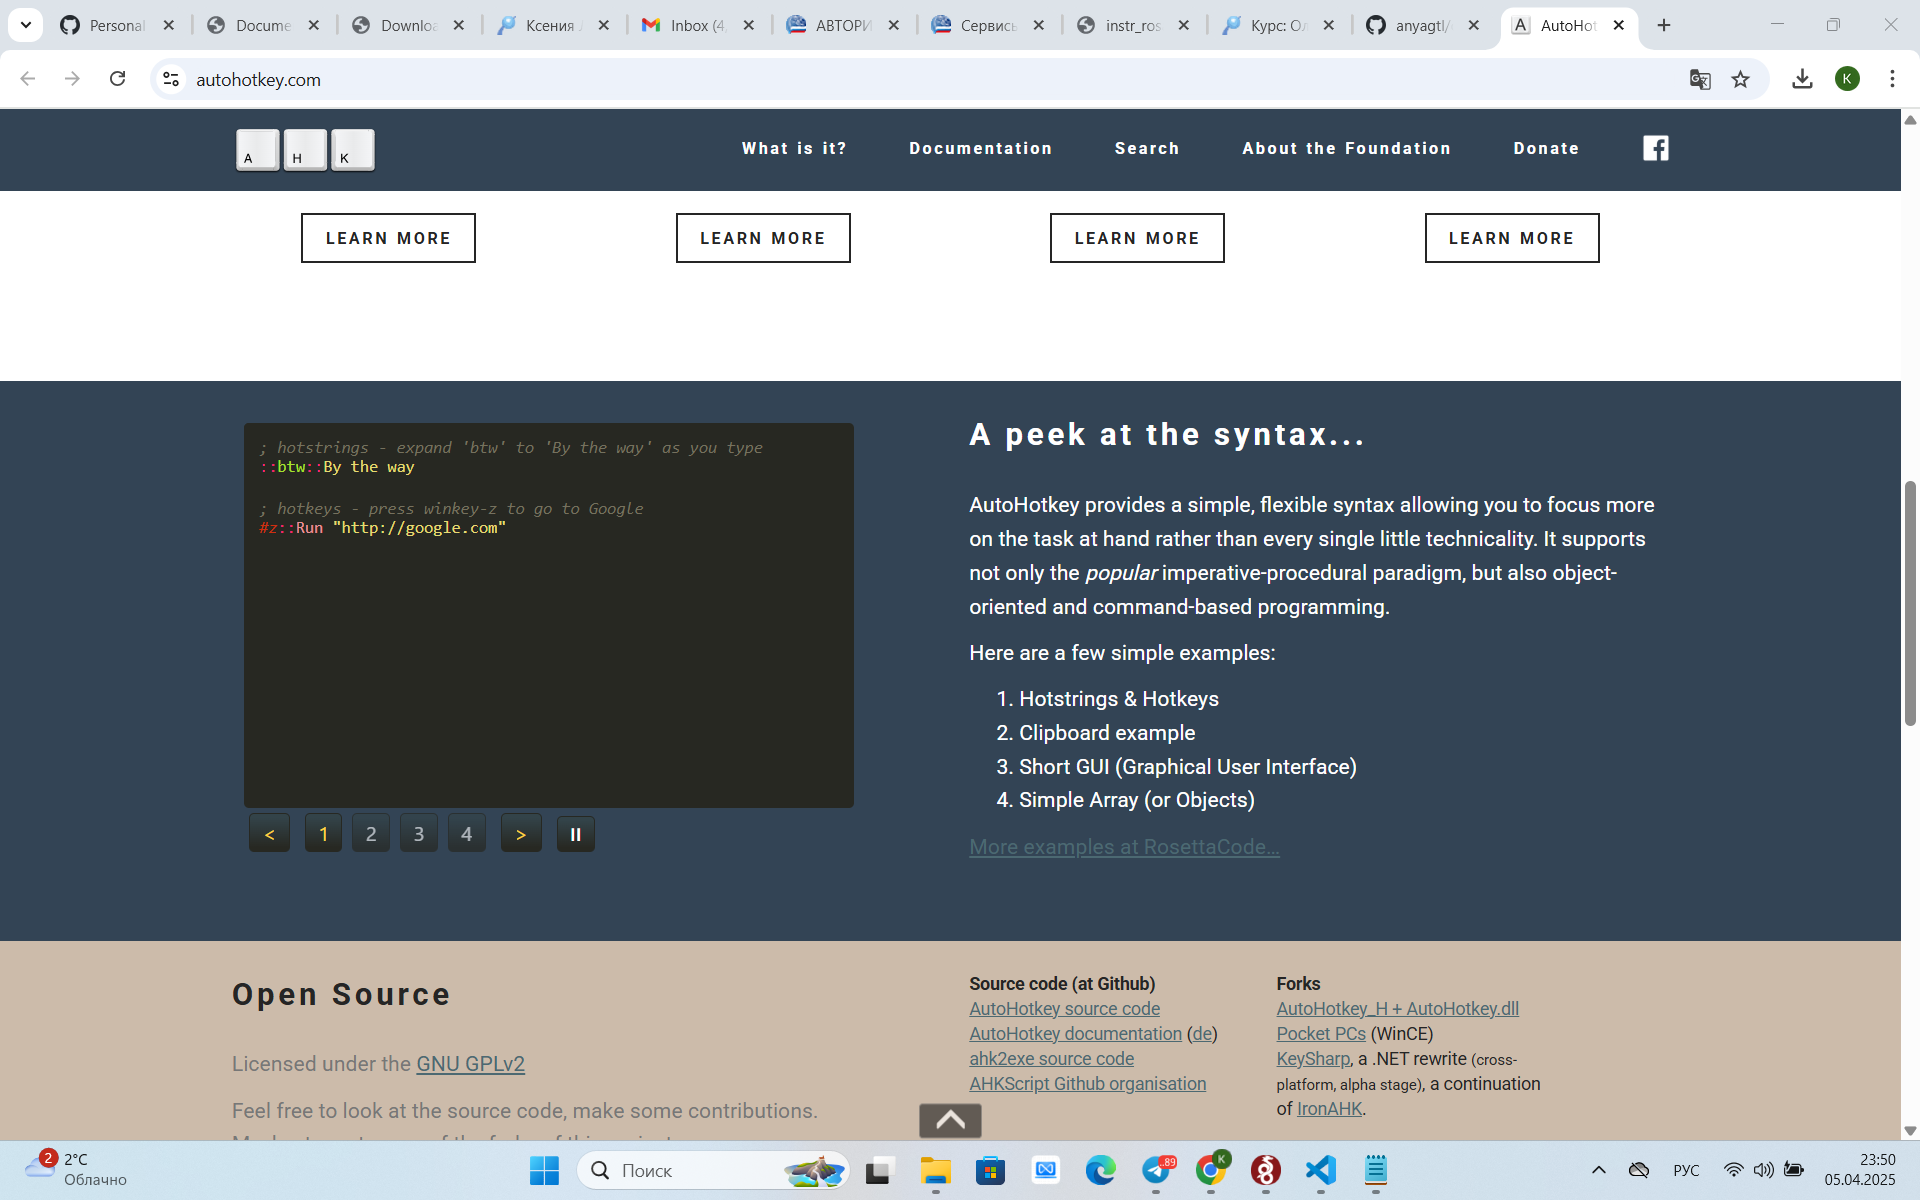 Personal
Docume
Downloa
Ксения
Inbox (4
АВТОРИ
Сервисы
instr_ros
Курс: Ол
anyagtl/
AutoHot
autohotkey.com
K
A H K
What is it?
Documentation
Search
About the Foundation
Donate
LEARN MORE
LEARN MORE
LEARN MORE
LEARN MORE
; hotstrings - expand 'btw' to 'By the way' as you type
::btw::By the way
; hotkeys - press winkey-z to go to Google
#z::Run "http://google.com"
< 1 2 3 4 >
A peek at the syntax...
AutoHotkey provides a simple, flexible syntax allowing you to focus more
on the task at hand rather than every single little technicality. It supports
not only the popular imperative-procedural paradigm, but also object-
oriented and command-based programming.
Here are a few simple examples:
1. Hotstrings & Hotkeys
2. Clipboard example
3. Short GUI (Graphical User Interface)
4. Simple Array (or Objects)
More examples at RosettaCode...
Open Source
Licensed under the GNU GPLv2
Feel free to look at the source code, make some contributions.
Source code (at Github)
AutoHotkey source code
AutoHotkey documentation (de)
ahk2exe source code
AHKScript Github organisation
Forks
AutoHotkey_H + AutoHotkey.dll
Pocket PCs (WinCE)
KeySharp, a .NET rewrite (cross-
platform, alpha stage), a continuation
of IronAHK.
2
2°C
Облачно
Поиск
.89
K
РУС
23:50
05.04.2025